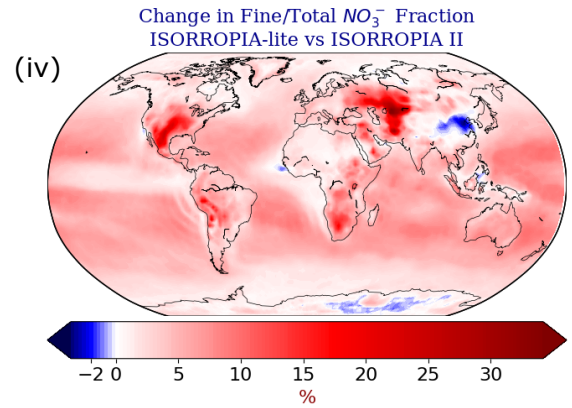 Change in Fine/Total NO₃⁻ Fraction
ISORROPIA-lite vs ISORROPIA II
(iv)
−2 0 5 10 15 20 25 30
%